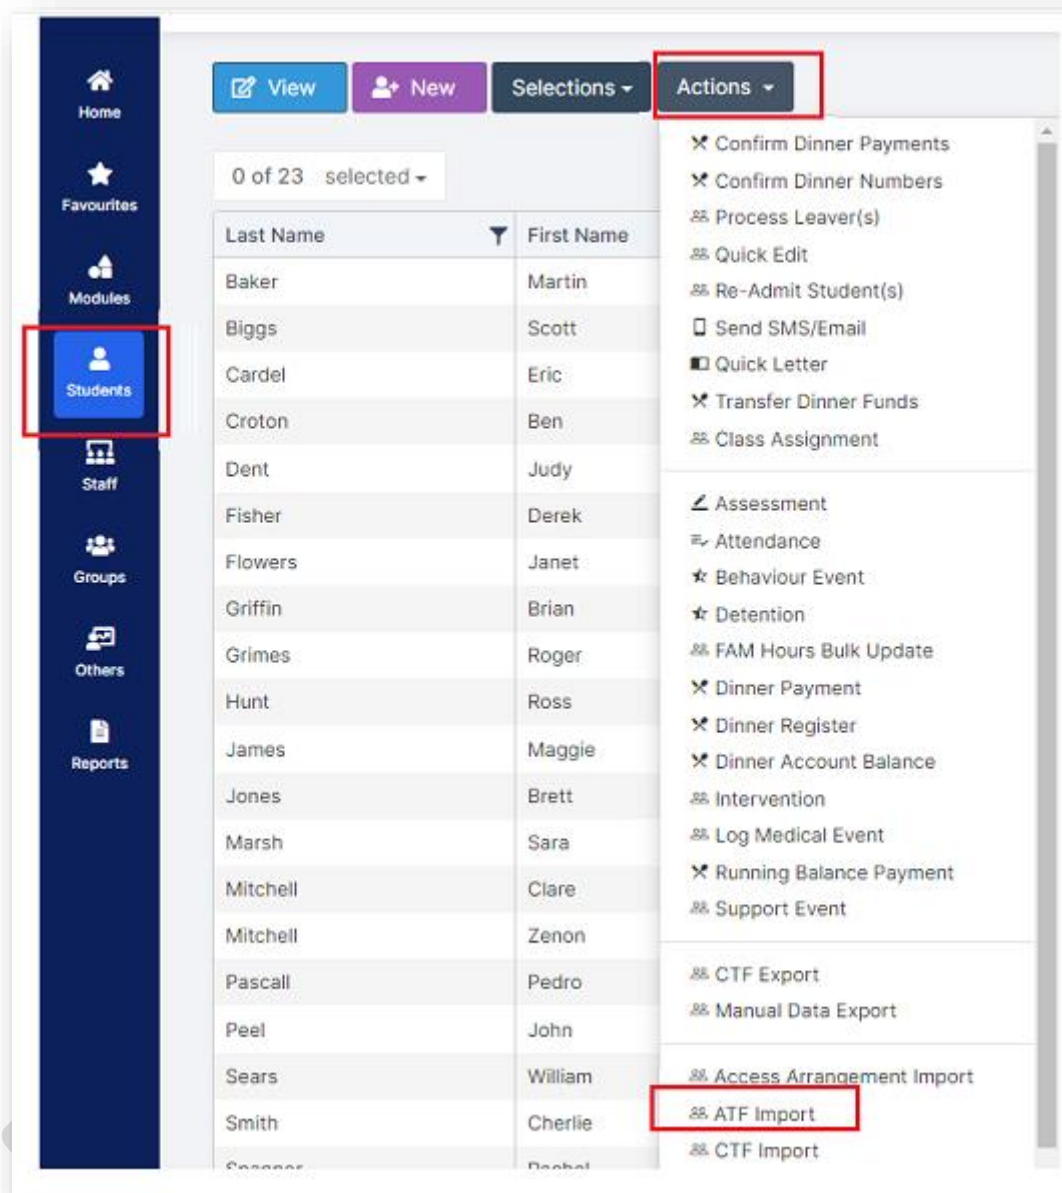 Home
Favourites
Modules
Students
Staff
Groups
Others
Reports
View
New
Selections
Actions
0 of 23 selected
Last Name First Name
Baker Martin
Biggs Scott
Cardel Eric
Croton Ben
Dent Judy
Fisher Derek
Flowers Janet
Griffin Brian
Grimes Roger
Hunt Ross
James Maggie
Jones Brett
Marsh Sara
Mitchell Clare
Mitchell Zenon
Pascall Pedro
Peel John
Sears William
Smith Cherlie
Confirm Dinner Payments
Confirm Dinner Numbers
Process Leaver(s)
Quick Edit
Re-Admit Student(s)
Send SMS/Email
Quick Letter
Transfer Dinner Funds
Class Assignment
Assessment
Attendance
Behaviour Event
Detention
FAM Hours Bulk Update
Dinner Payment
Dinner Register
Dinner Account Balance
Intervention
Log Medical Event
Running Balance Payment
Support Event
CTF Export
Manual Data Export
Access Arrangement Import
ATF Import
CTF Import